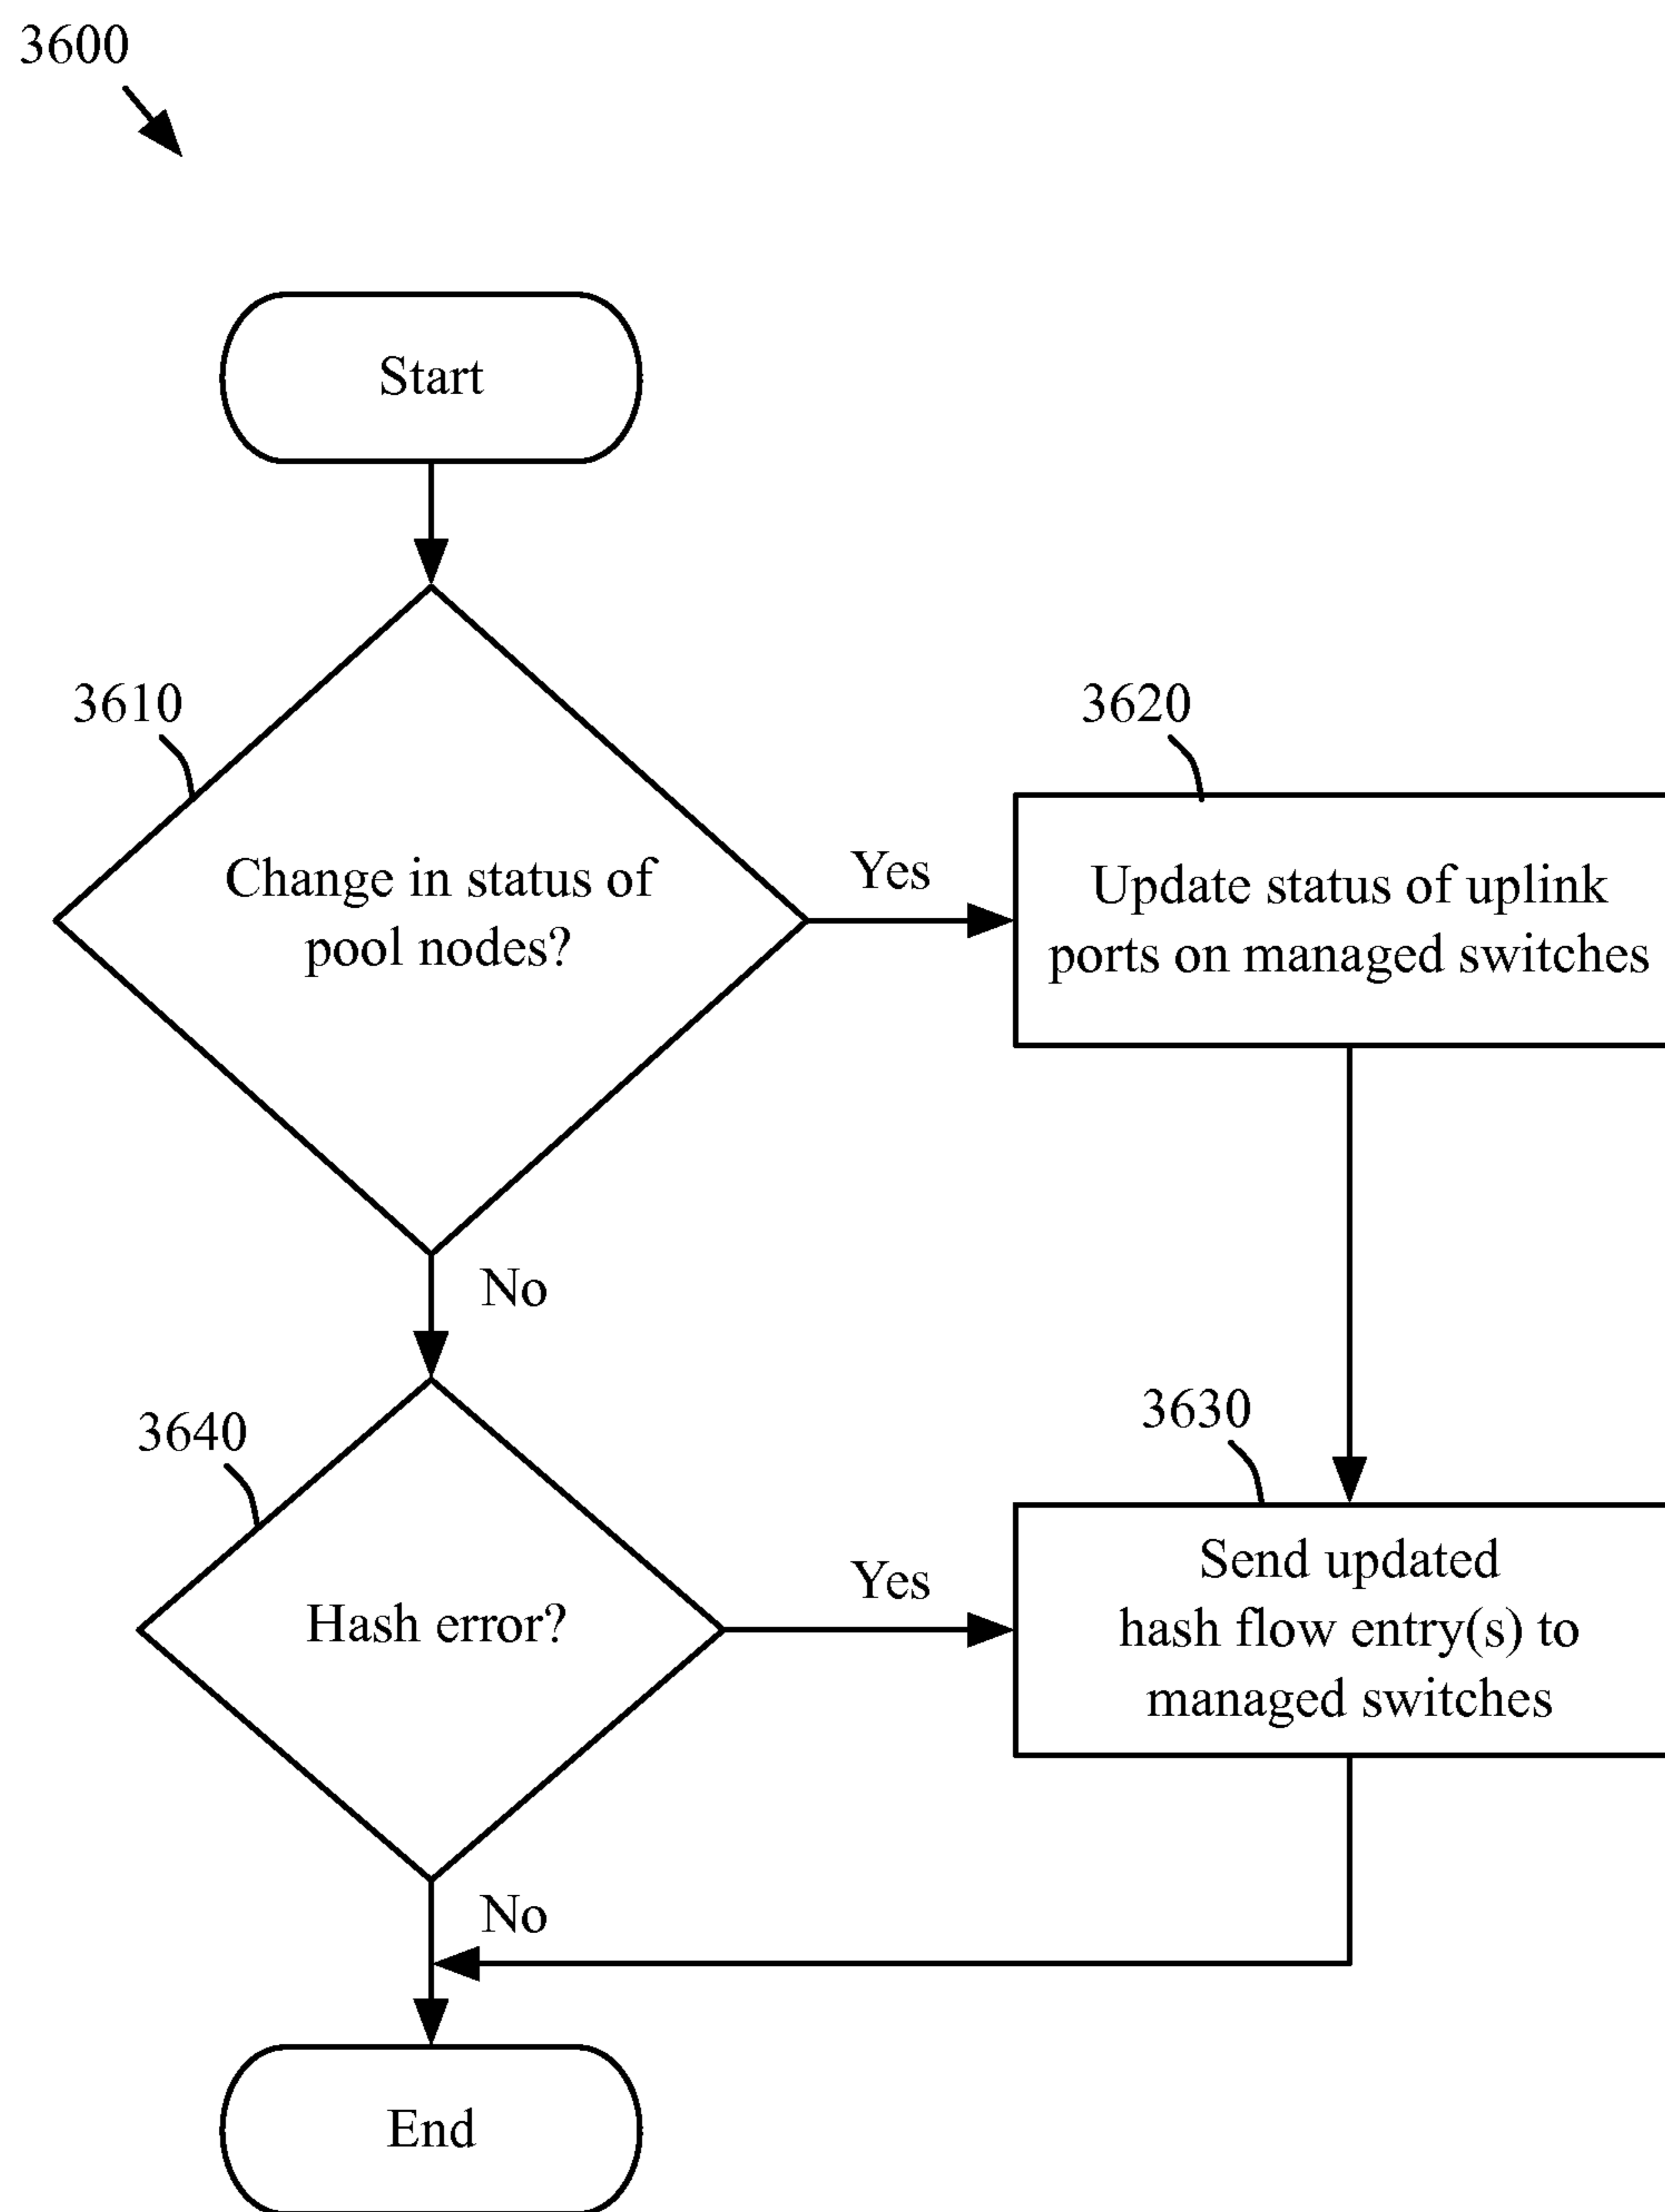 3600
Start
3610
Change in status of
pool nodes?
Yes
3620
Update status of uplink
ports on managed switches
No
3640
Hash error?
Yes
3630
Send updated
hash flow entry(s) to
managed switches
No
End